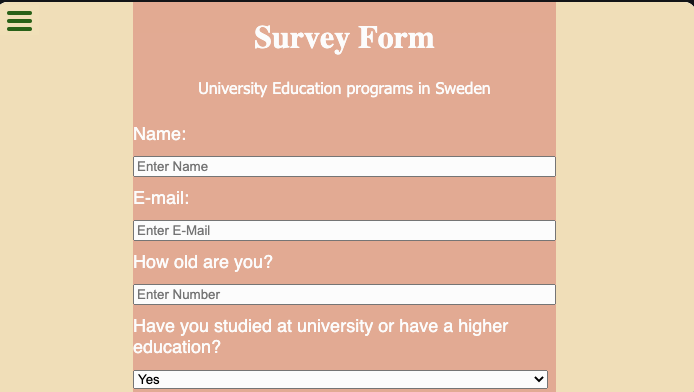 Survey Form
University Education programs in Sweden
Name:
Enter Name
E-mail:
Enter E-Mail
How old are you?
Enter Number
Have you studied at university or have a higher
education?
Yes